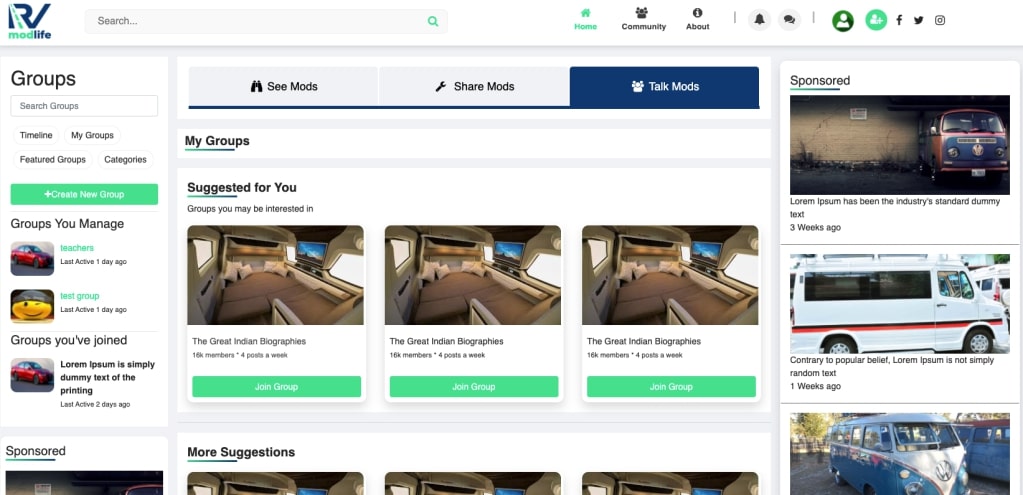 RV
modlife
Search...
Home
Community
About
Groups
Search Groups
Timeline
My Groups
Featured Groups
Categories
+Create New Group
Groups You Manage
teachers
Last Active 1 day ago
test group
Last Active 1 day ago
Groups you've joined
Lorem Ipsum is simply
dummy text of the
printing
Last Active 2 days ago
Sponsored
See Mods
Share Mods
Talk Mods
My Groups
Suggested for You
Groups you may be interested in
The Great Indian Biographies
16k members * 4 posts a week
Join Group
The Great Indian Biographies
16k members * 4 posts a week
Join Group
The Great Indian Biographies
16k members * 4 posts a week
Join Group
More Suggestions
Sponsored
Lorem Ipsum has been the industry's standard dummy
text
3 Weeks ago
Contrary to popular belief, Lorem Ipsum is not simply
random text
1 Weeks ago